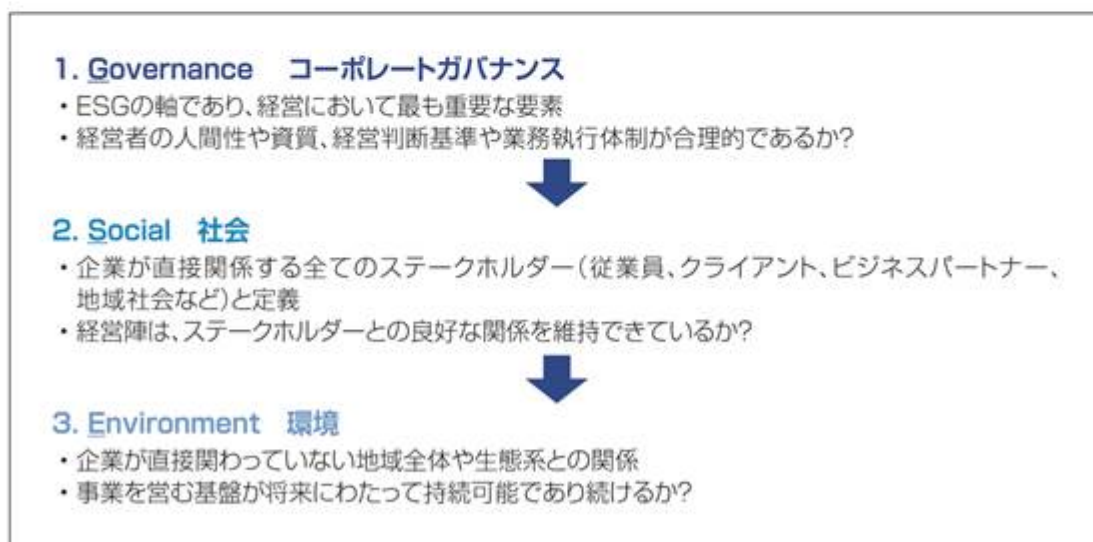 1. Governance コーポレートガバナンス
・ESGの軸であり、経営において最も重要な要素
・経営者の人間性や資質、経営判断基準や業務執行体制が合理的であるか?
2. Social 社会
・企業が直接関係する全てのステークホルダー(従業員、クライアント、ビジネスパートナー、
地域社会など)と定義
・経営陣は、ステークホルダーとの良好な関係を維持できているか?
3. Environment 環境
・企業が直接関わっていない地域全体や生態系との関係
・事業を営む基盤が将来にわたって持続可能であり続けるか?